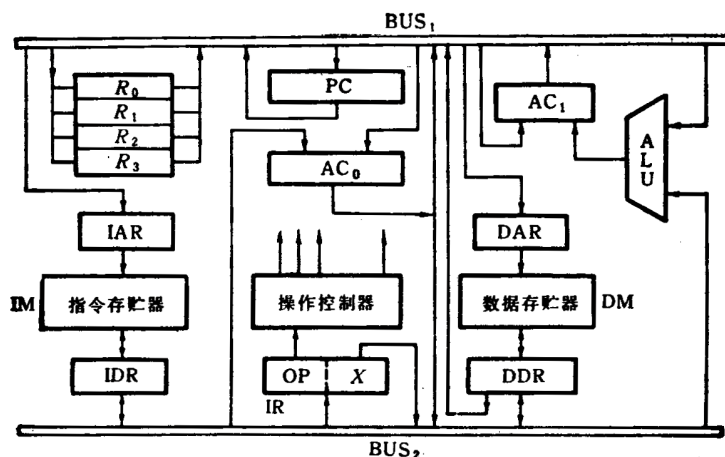 BUS₁
R₀
R₁
R₂
R₃
PC
AC₀
AC₁
ALU
IAR
DAR
IM
指令存贮器
操作控制器
数据存贮器
DM
IDR
OP
X
IR
DDR
BUS₂